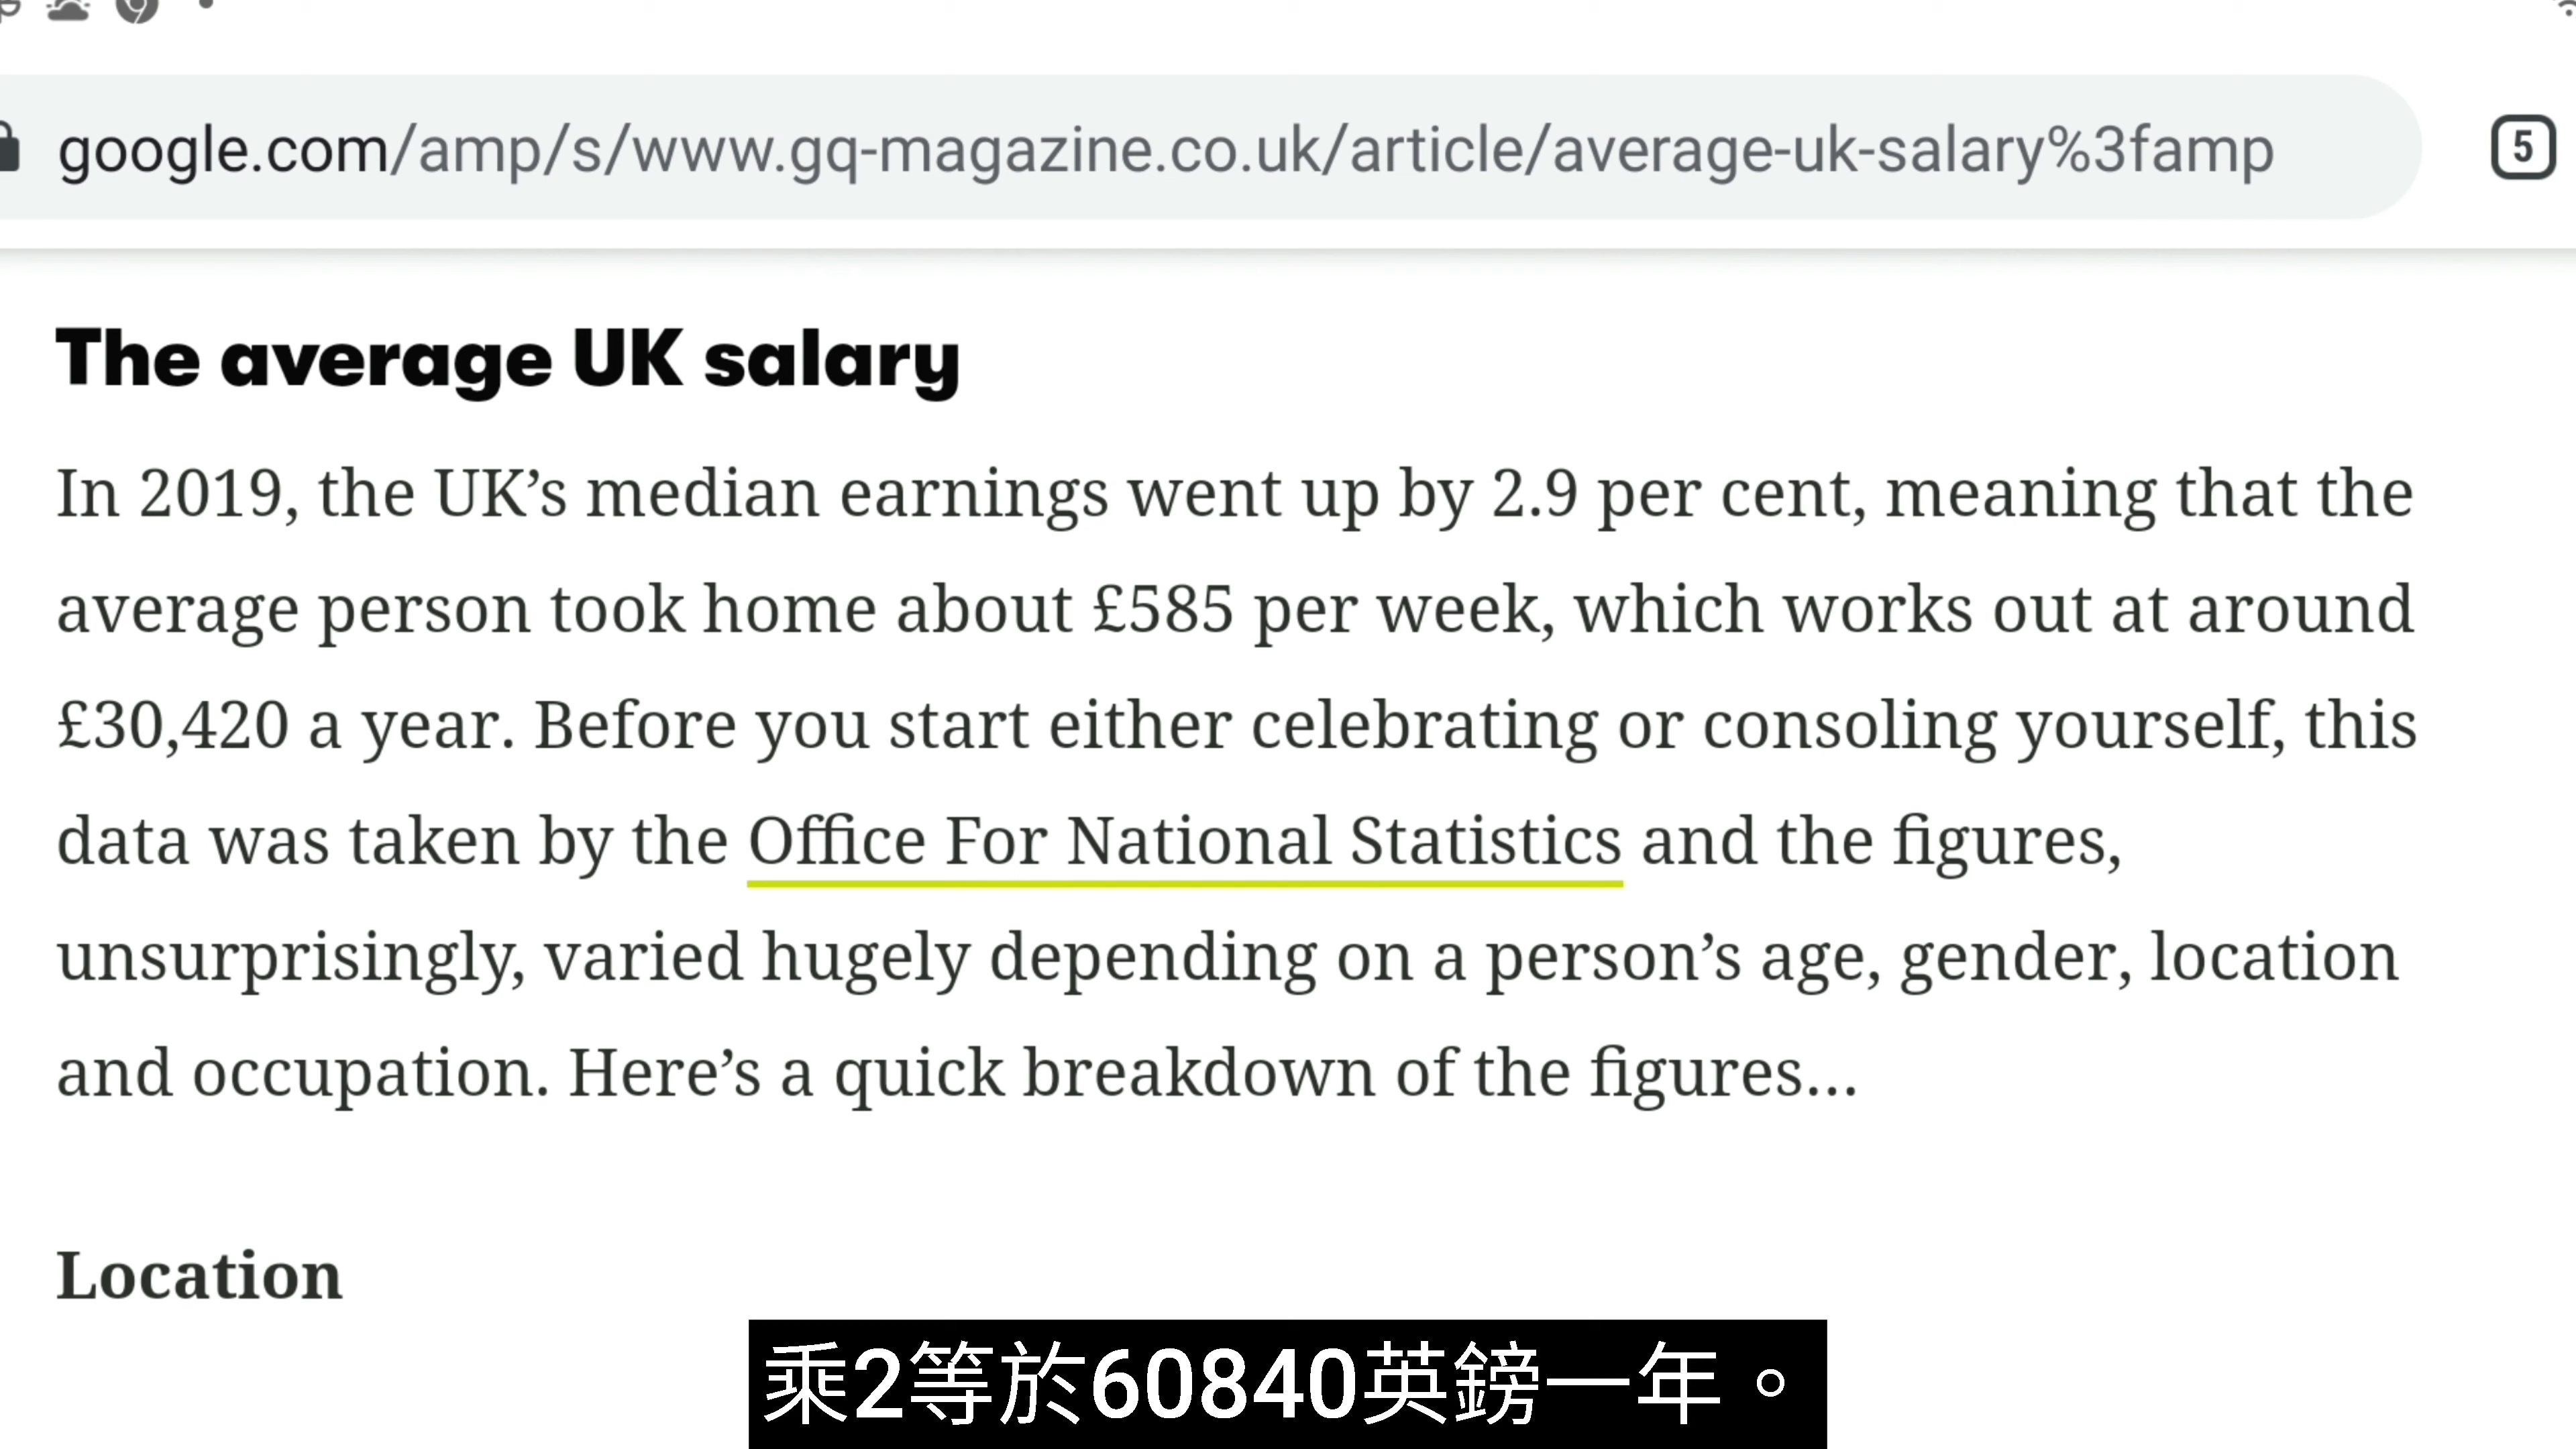 google.com/amp/s/www.gq-magazine.co.uk/article/average-uk-salary%3famp
5
The average UK salary
In 2019, the UK’s median earnings went up by 2.9 per cent, meaning that the
average person took home about £585 per week, which works out at around
£30,420 a year. Before you start either celebrating or consoling yourself, this
data was taken by the Office For National Statistics and the figures,
unsurprisingly, varied hugely depending on a person’s age, gender, location
and occupation. Here’s a quick breakdown of the figures…
Location
乘2等於60840英鎊一年。